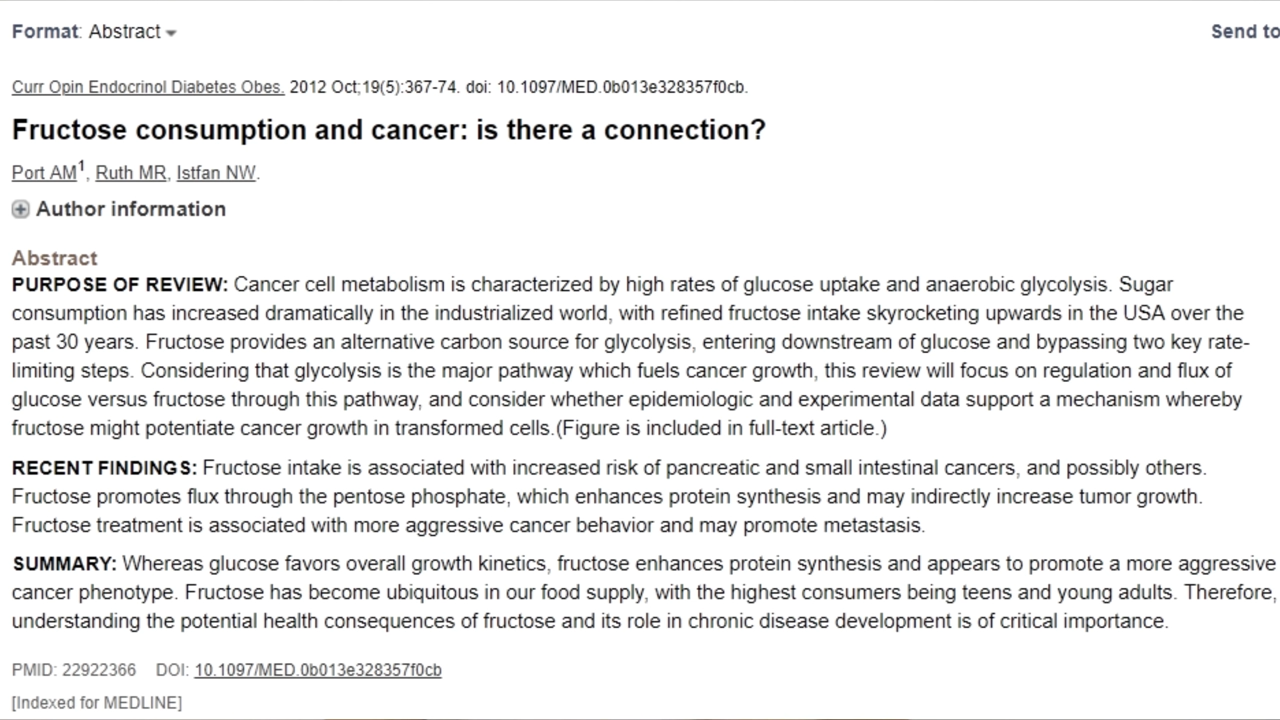 Format: Abstract
Send to
Curr Opin Endocrinol Diabetes Obes. 2012 Oct;19(5):367-74. doi: 10.1097/MED.0b013e328357f0cb.
Fructose consumption and cancer: is there a connection?
Port AM1, Ruth MR, Istfan NW.
Author information
Abstract
PURPOSE OF REVIEW: Cancer cell metabolism is characterized by high rates of glucose uptake and anaerobic glycolysis. Sugar
consumption has increased dramatically in the industrialized world, with refined fructose intake skyrocketing upwards in the USA over the
past 30 years. Fructose provides an alternative carbon source for glycolysis, entering downstream of glucose and bypassing two key rate-
limiting steps. Considering that glycolysis is the major pathway which fuels cancer growth, this review will focus on regulation and flux of
glucose versus fructose through this pathway, and consider whether epidemiologic and experimental data support a mechanism whereby
fructose might potentiate cancer growth in transformed cells.(Figure is included in full-text article.)
RECENT FINDINGS: Fructose intake is associated with increased risk of pancreatic and small intestinal cancers, and possibly others.
Fructose promotes flux through the pentose phosphate, which enhances protein synthesis and may indirectly increase tumor growth.
Fructose treatment is associated with more aggressive cancer behavior and may promote metastasis.
SUMMARY: Whereas glucose favors overall growth kinetics, fructose enhances protein synthesis and appears to promote a more aggressive
cancer phenotype. Fructose has become ubiquitous in our food supply, with the highest consumers being teens and young adults. Therefore,
understanding the potential health consequences of fructose and its role in chronic disease development is of critical importance.
PMID: 22922366 DOI: 10.1097/MED.0b013e328357f0cb
[Indexed for MEDLINE]